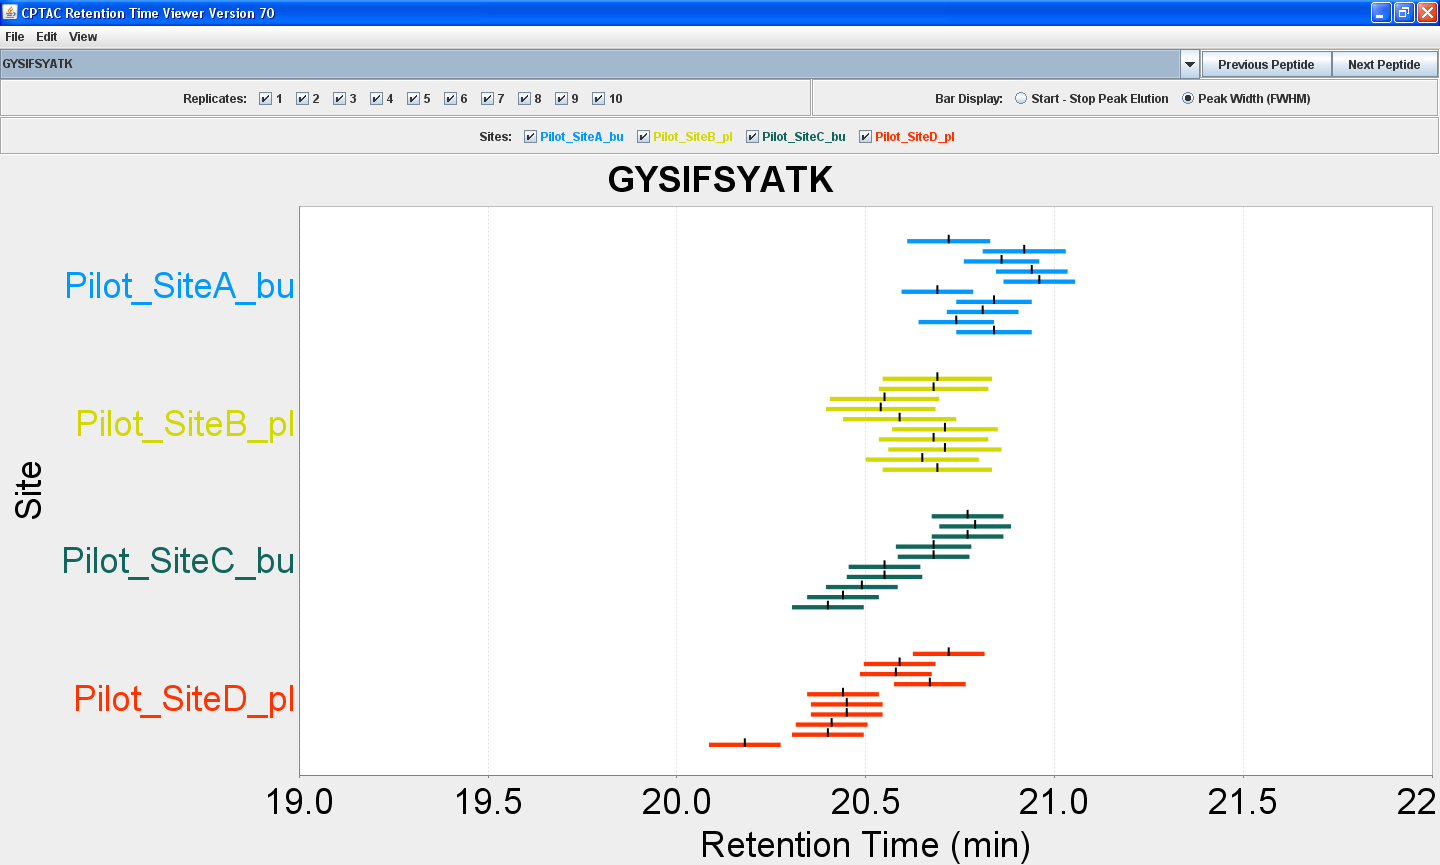 CPTAC Retention Time Viewer Version 70
File Edit View
GYSIFSYATK Previous Peptide Next Peptide
Replicates: 1 2 3 4 5 6 7 8 9 10 Bar Display: Start - Stop Peak Elution Peak Width (FWHM)
Sites: Pilot_SiteA_bu Pilot_SiteB_pl Pilot_SiteC_bu Pilot_SiteD_pl
GYSIFSYATK
Pilot_SiteA_bu
Pilot_SiteB_pl
Site
Pilot_SiteC_bu
Pilot_SiteD_pl
19.0 19.5 20.0 20.5 21.0 21.5 22
Retention Time (min)